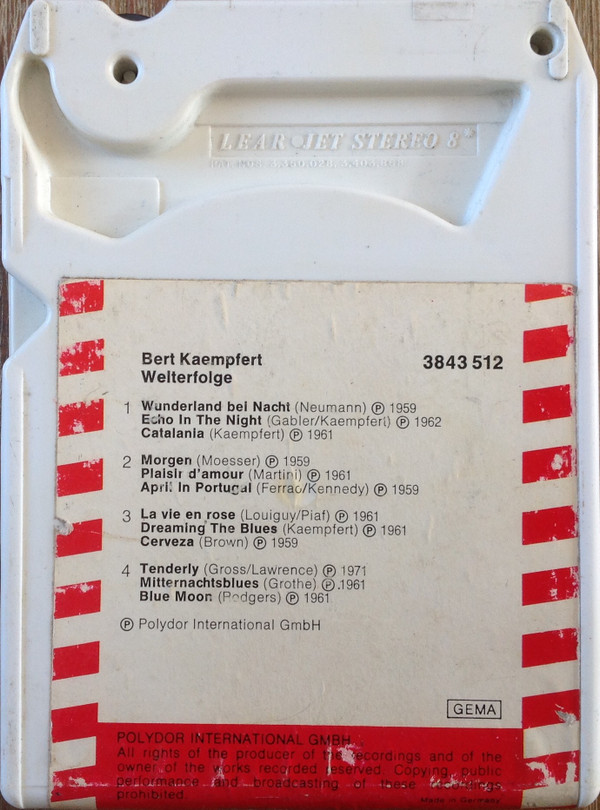 LEAR JET STEREO 8®
Bert Kaempfert 3843 512
Welterfolge
1 Wunderland bei Nacht (Neumann) ℗ 1959
Echo In The Night (Gabler/Kaempfert) ℗ 1962
Catalania (Kaempfert) ℗ 1961
2 Morgen (Moesser) ℗ 1959
Plaisir d'amour (Martini) ℗ 1961
April In Portugal (Ferrao/Kennedy) ℗ 1959
3 La vie en rose (Louiguy/Piaf) ℗ 1961
Dreaming The Blues (Kaempfert) ℗ 1961
Cerveza (Brown) ℗ 1959
4 Tenderly (Gross/Lawrence) ℗ 1971
Mitternachtsblues (Grothe) ℗ 1961
Blue Moon (Rodgers) ℗ 1961
℗ Polydor International GmbH
GEMA
POLYDOR INTERNATIONAL GMBH
All rights of the producer of the recordings and of the
owner of the works recorded reserved. Copying, public
performance and broadcasting of these recordings
prohibited.
Made in Germany